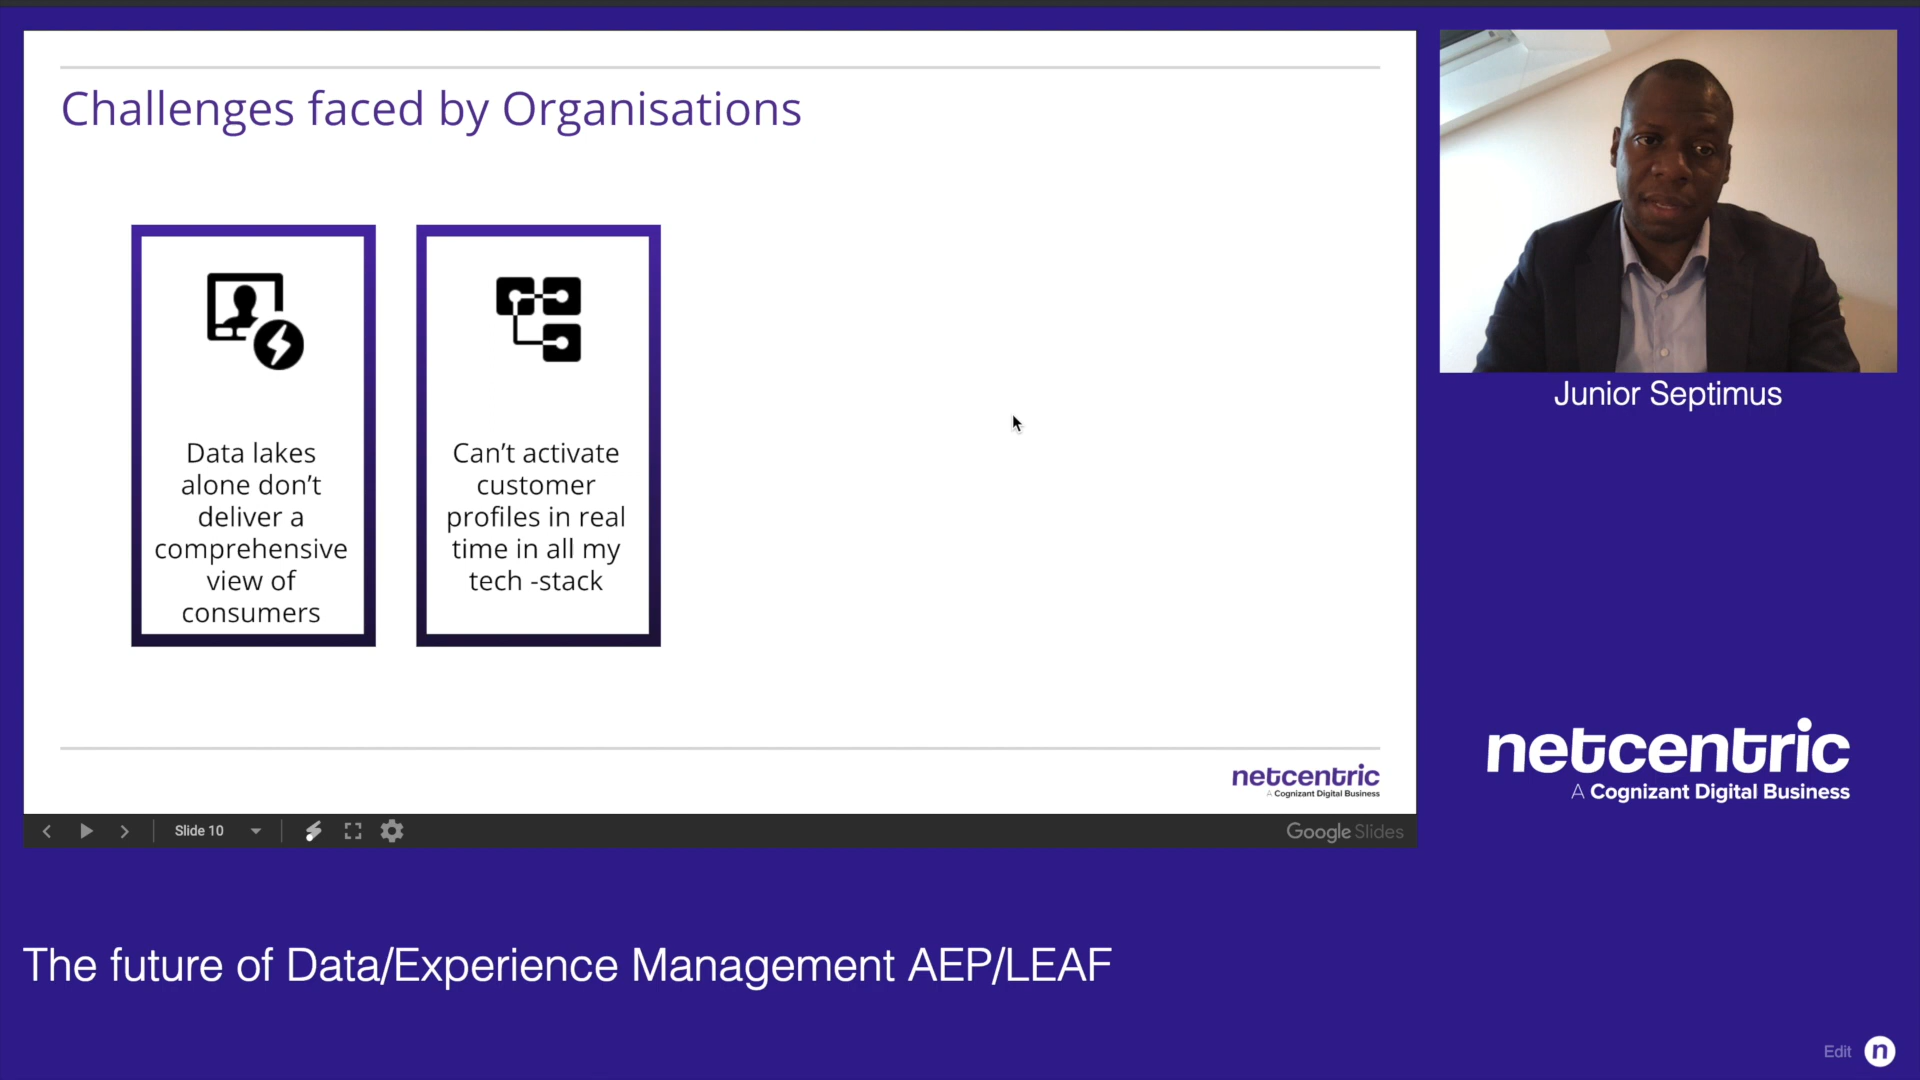 Challenges faced by Organisations
Data lakes
alone don't
deliver a
comprehensive
view of
consumers
Can't activate
customer
profiles in real
time in all my
tech -stack
netcentric
A Cognizant Digital Business
Slide 10
Google Slides
Junior Septimus
netcentric
A Cognizant Digital Business
The future of Data/Experience Management AEP/LEAF
Edit
n